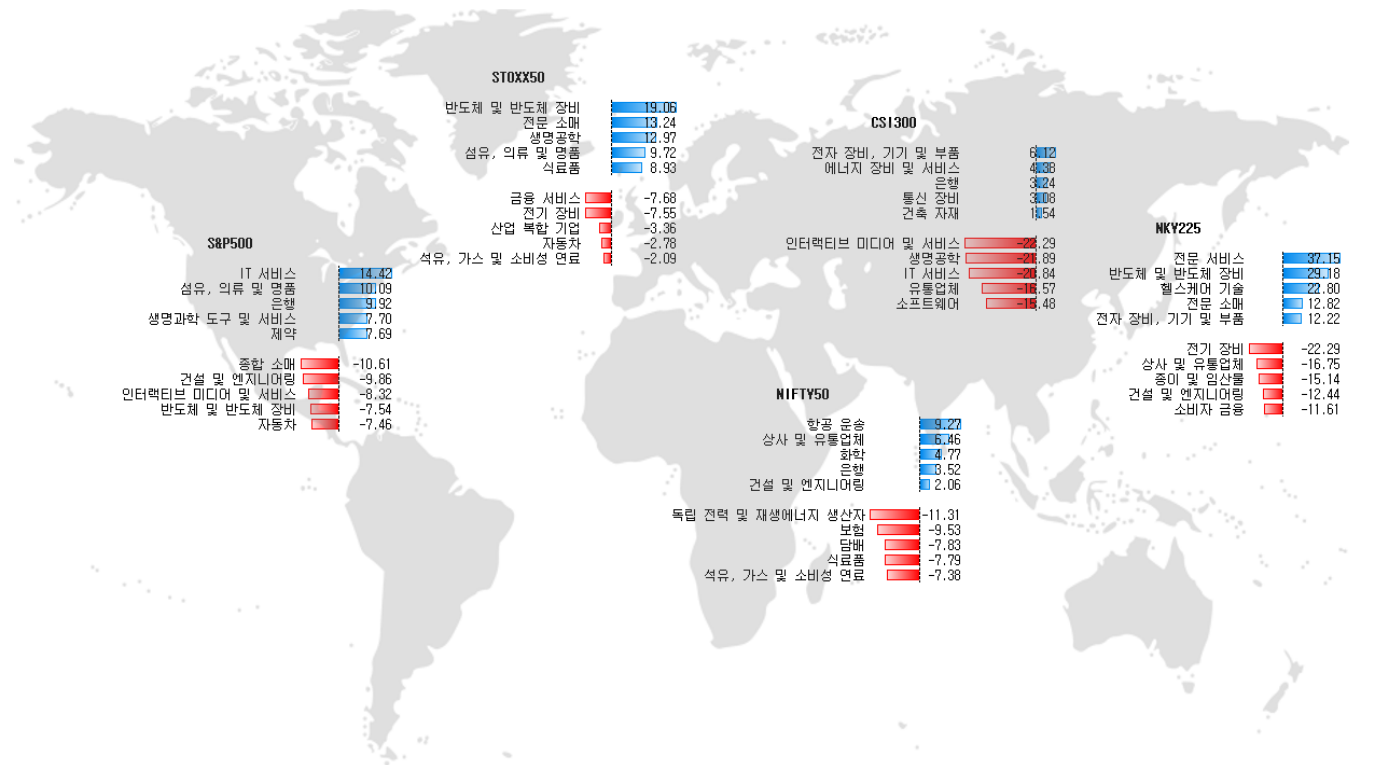 STOXX50
반도체 및 반도체 장비 19.06
전문 소매 13.24
생명공학 12.97
섬유, 의류 및 명품 9.72
식료품 8.93
금융 서비스 -7.68
전기 장비 -7.55
산업 복합 기업 -3.36
자동차 -2.78
석유, 가스 및 소비성 연료 -2.09
CSI300
전자 장비, 기기 및 부품 6.12
에너지 장비 및 서비스 4.38
은행 3.24
통신 장비 3.08
건축 자재 1.54
인터랙티브 미디어 및 서비스 -22.29
생명공학 -21.89
IT 서비스 -20.84
유통업체 -16.57
소프트웨어 -15.48
NKY225
전문 서비스 37.15
반도체 및 반도체 장비 29.18
헬스케어 기술 22.80
전문 소매 12.82
전자 장비, 기기 및 부품 12.22
전기 장비 -22.29
상사 및 유통업체 -16.75
종이 및 임산물 -15.14
건설 및 엔지니어링 -12.44
소비자 금융 -11.61
S&P500
IT 서비스 14.42
섬유, 의류 및 명품 10.09
은행 9.92
생명과학 도구 및 서비스 7.70
제약 7.69
종합 소매 -10.61
건설 및 엔지니어링 -9.86
인터랙티브 미디어 및 서비스 -8.32
반도체 및 반도체 장비 -7.54
자동차 -7.46
NIFTY50
항공 운송 9.27
상사 및 유통업체 6.46
화학 4.77
은행 3.52
건설 및 엔지니어링 2.06
독립 전력 및 재생에너지 생산자 -11.31
보험 -9.53
담배 -7.83
식료품 -7.79
석유, 가스 및 소비성 연료 -7.38